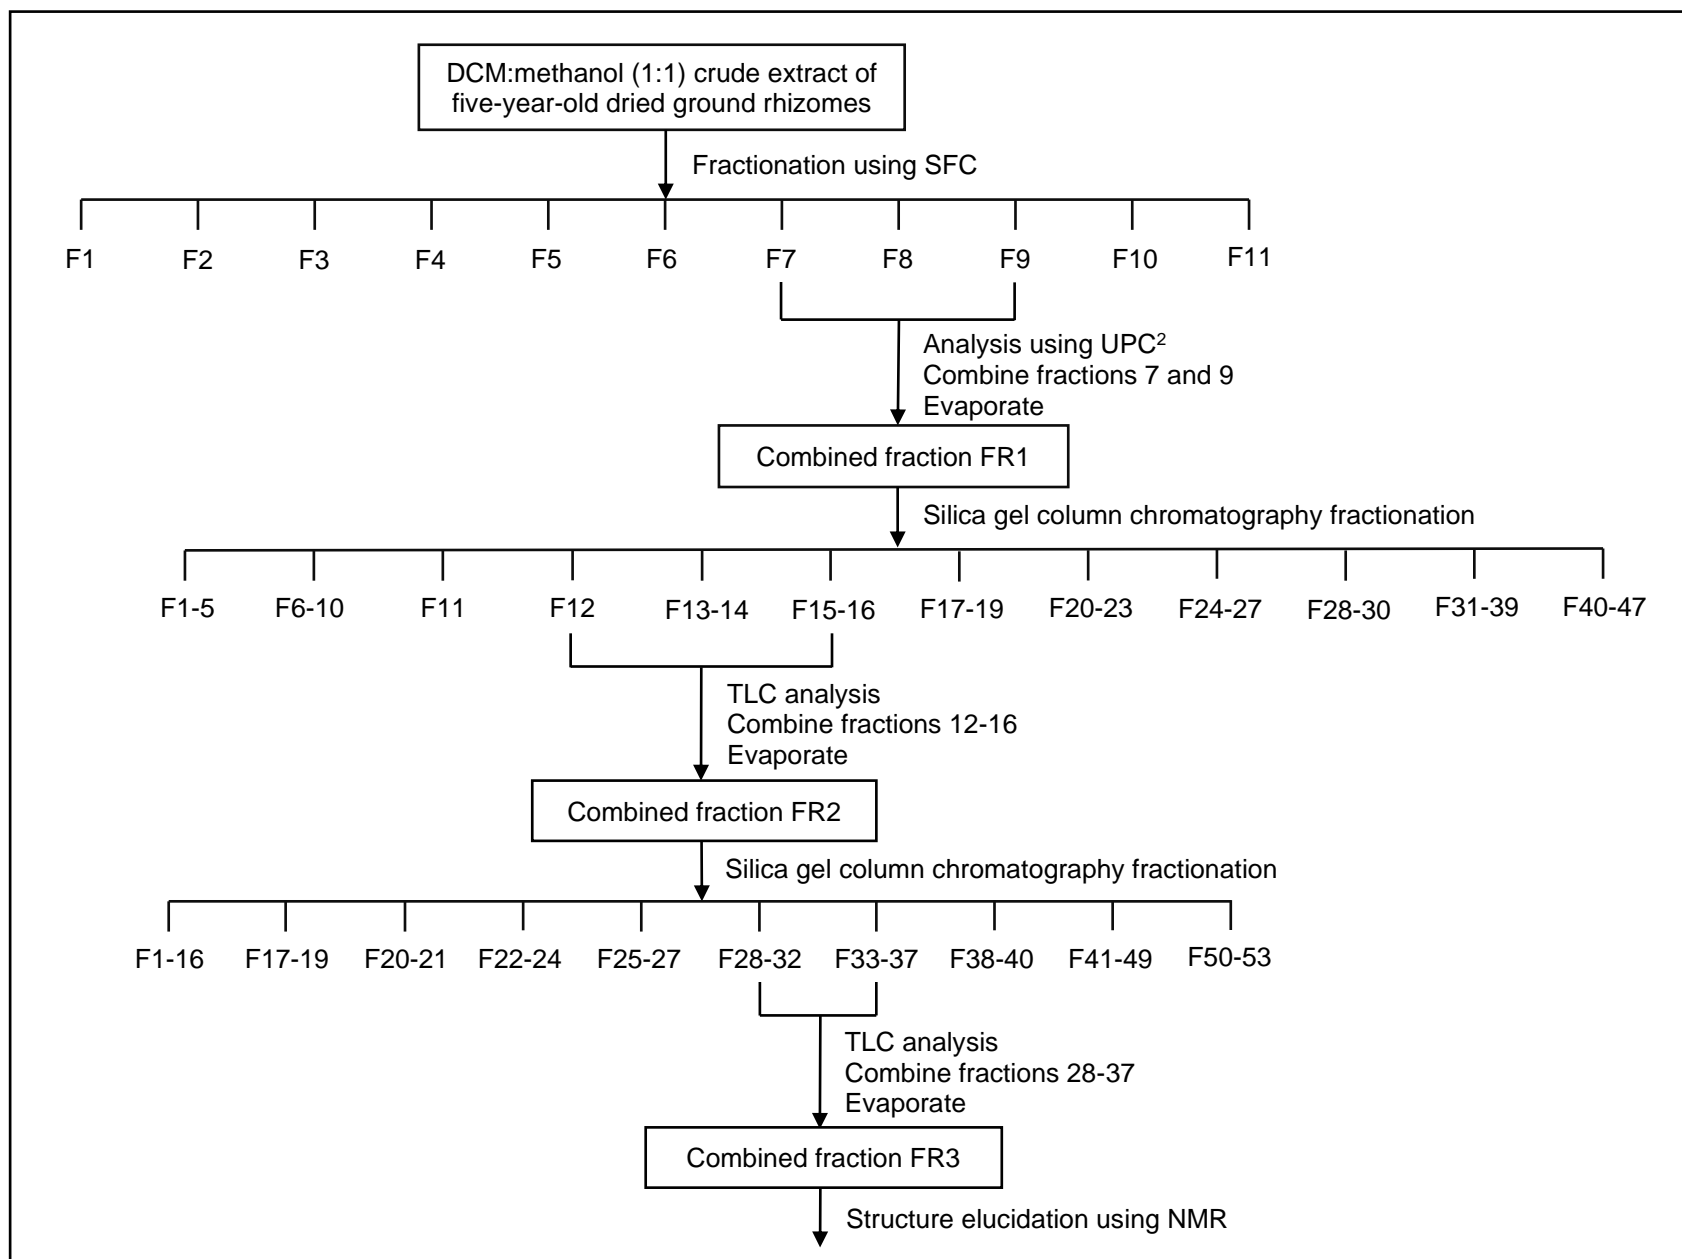 DCM:methanol (1:1) crude extract of
five-year-old dried ground rhizomes
Fractionation using SFC
F1 F2 F3 F4 F5 F6 F7 F8 F9 F10 F11
Analysis using UPC²
Combine fractions 7 and 9
Evaporate
Combined fraction FR1
Silica gel column chromatography fractionation
F1-5 F6-10 F11 F12 F13-14 F15-16 F17-19 F20-23 F24-27 F28-30 F31-39 F40-47
TLC analysis
Combine fractions 12-16
Evaporate
Combined fraction FR2
Silica gel column chromatography fractionation
F1-16 F17-19 F20-21 F22-24 F25-27 F28-32 F33-37 F38-40 F41-49 F50-53
TLC analysis
Combine fractions 28-37
Evaporate
Combined fraction FR3
Structure elucidation using NMR